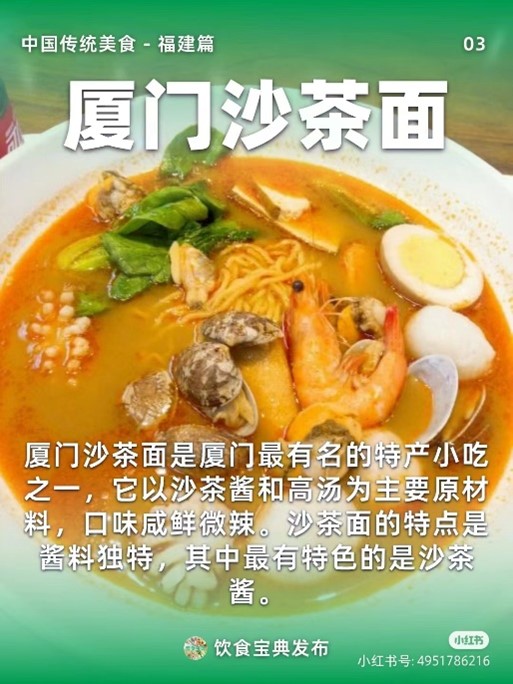 中国传统美食 - 福建篇
03
厦门沙茶面
厦门沙茶面是厦门最有名的特产小吃
之一，它以沙茶酱和高汤为主要原材
料，口味咸鲜微辣。沙茶面的特点是
酱料独特，其中最有特色的是沙茶
酱。
饮食宝典发布
小红书
小红书号: 4951786216